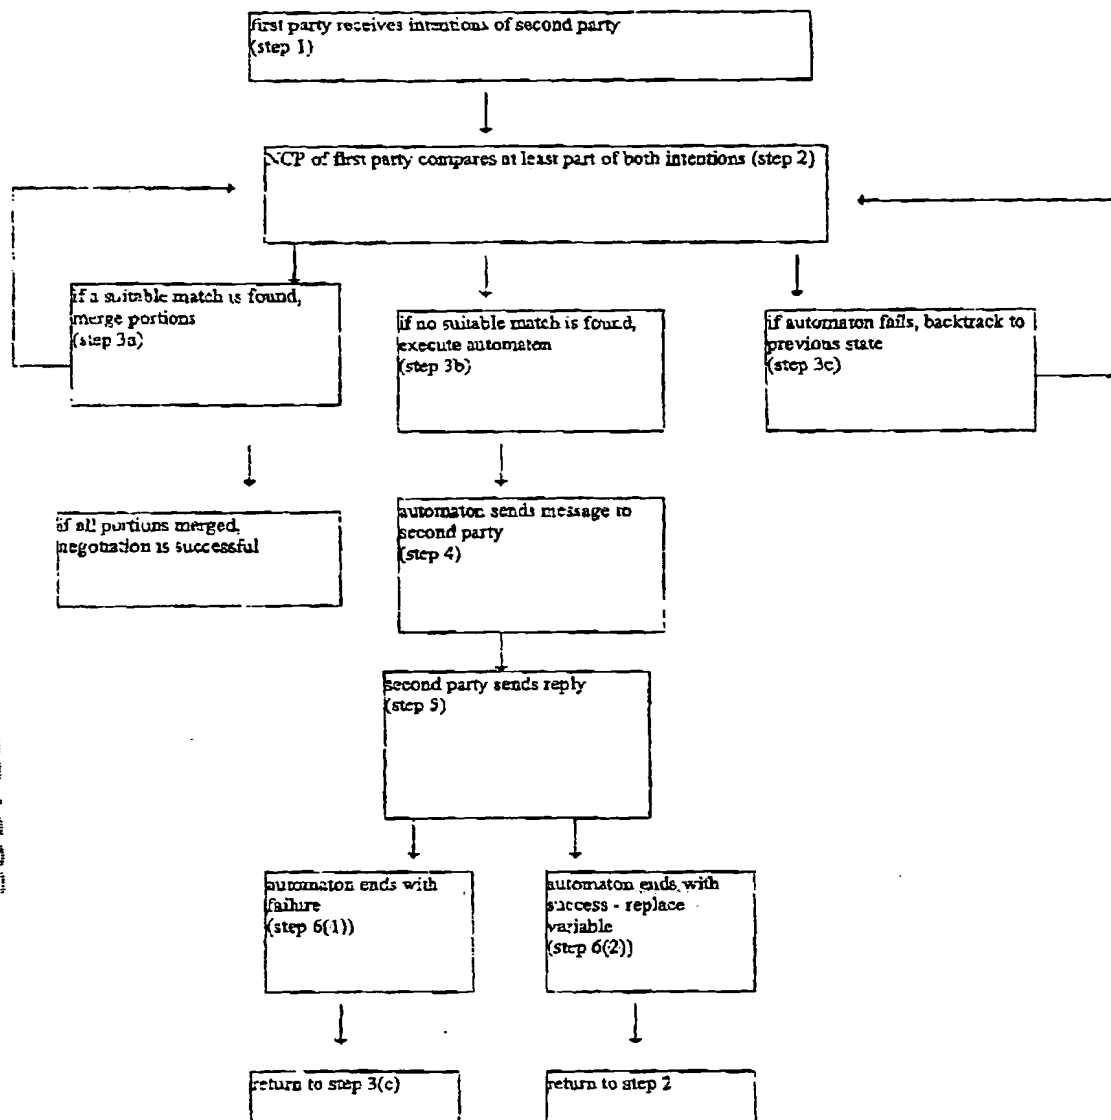 first party receives intentions of second party
(step 1)
NCP of first party compares at least part of both intentions (step 2)
if a suitable match is found,
merge portions
(step 3a)
if no suitable match is found,
execute automaton
(step 3b)
if automaton fails, backtrack to
previous state
(step 3c)
if all portions merged,
negotiation is successful
automaton sends message to
second party
(step 4)
second party sends reply
(step 5)
automaton ends with
failure
(step 6(1))
automaton ends with
success - replace
variable
(step 6(2))
return to step 3(c)
return to step 2